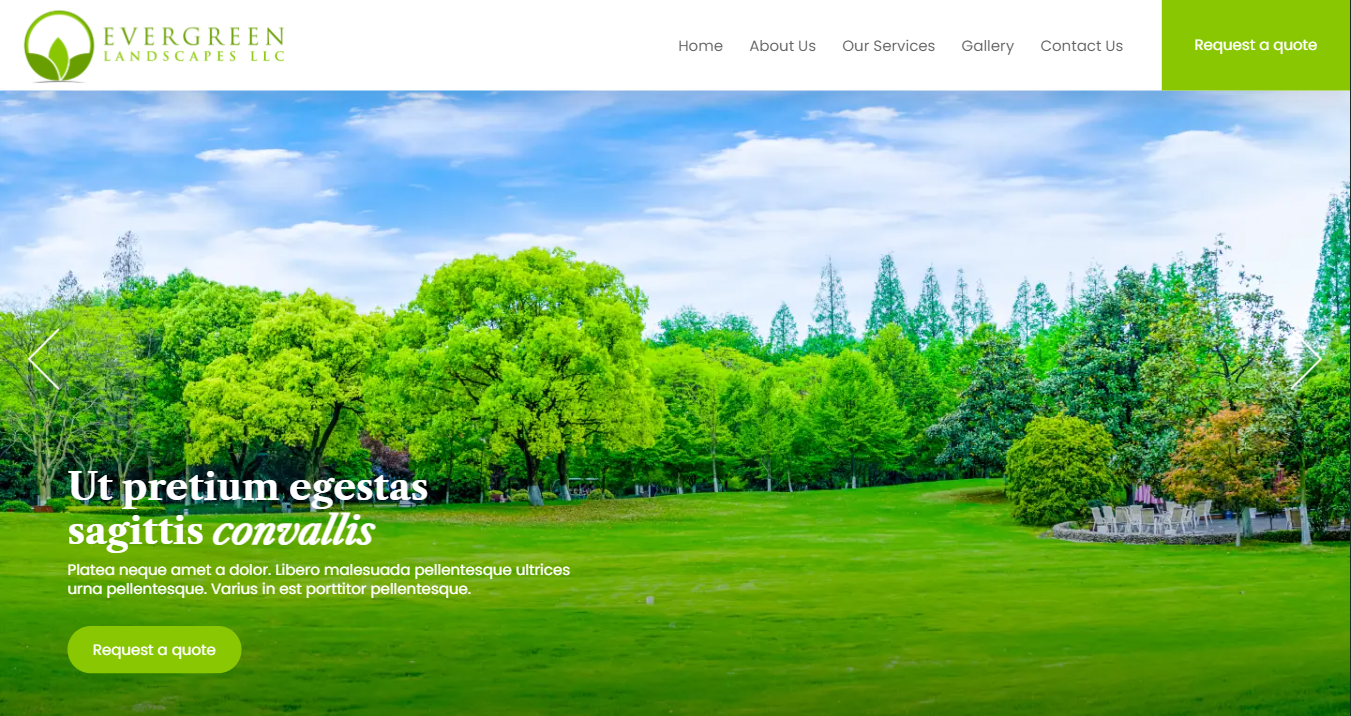 EVERGREEN
LANDSCAPES LLC
Home About Us Our Services Gallery Contact Us Request a quote
Ut pretium egestas
sagittis convallis
Platea neque amet a dolor. Libero malesuada pellentesque ultrices
urna pellentesque. Varius in est porttitor pellentesque.
Request a quote